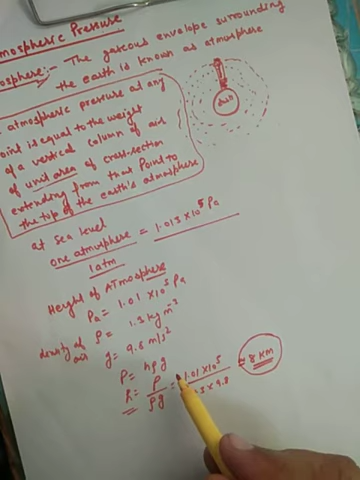 tmospheric Pressure
osphere:- The gaseous envelope surrounding
the earth is known as atmosphere
atmospheric pressure at any
oint is equal to the weight
of a vertical column of air
of unit area of cross-section
extending from that Point to
the top of the earth's atmosphere
at Sea level
one atmosphere = 1.013×10⁵ Pa
1 atm
Height of ATmosphere
Pa = 1.01 ×10⁵ Pa
density of air
ρ = 1.3 kg m⁻³
g = 9.8 m/s²
P = hρg
h = P/ρg = 1.01×10⁵/.3×9.8 = 8 KM